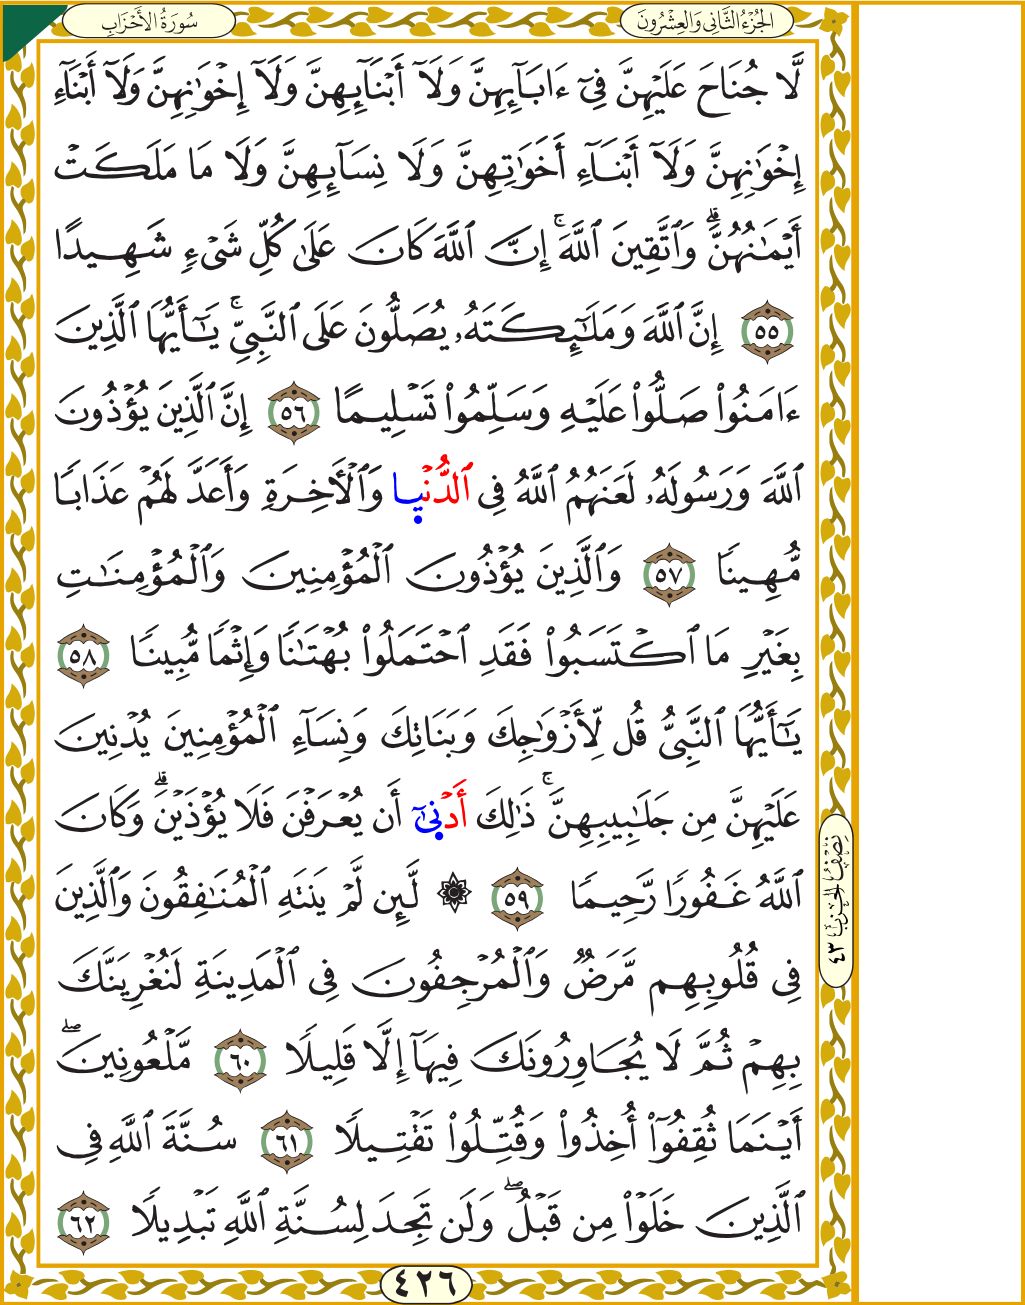 الجُزْءُ الثَّانِي وَالعِشْرُونَ
سُورَةُ الأَحْزَابِ
لَّا جُنَاحَ عَلَيْهِنَّ فِىٓ ءَابَآئِهِنَّ وَلَآ أَبْنَآئِهِنَّ وَلَآ إِخْوَٰنِهِنَّ وَلَآ أَبْنَآءِ
إِخْوَٰنِهِنَّ وَلَآ أَبْنَآءِ أَخَوَٰتِهِنَّ وَلَا نِسَآئِهِنَّ وَلَا مَا مَلَكَتْ
أَيْمَٰنُهُنَّۗ وَٱتَّقِينَ ٱللَّهَۚ إِنَّ ٱللَّهَ كَانَ عَلَىٰ كُلِّ شَىْءٍ شَهِيدًا
٥٥ إِنَّ ٱللَّهَ وَمَلَٰٓئِكَتَهُۥ يُصَلُّونَ عَلَى ٱلنَّبِىِّۚ يَٰٓأَيُّهَا ٱلَّذِينَ
ءَامَنُوا۟ صَلُّوا۟ عَلَيْهِ وَسَلِّمُوا۟ تَسْلِيمًا ٥٦ إِنَّ ٱلَّذِينَ يُؤْذُونَ
ٱللَّهَ وَرَسُولَهُۥ لَعَنَهُمُ ٱللَّهُ فِى ٱلدُّنْيا وَٱلْأَخِرَةِ وَأَعَدَّ لَهُمْ عَذَابًا
مُّهِينًا ٥٧ وَٱلَّذِينَ يُؤْذُونَ ٱلْمُؤْمِنِينَ وَٱلْمُؤْمِنَٰتِ
بِغَيْرِ مَا ٱكْتَسَبُوا۟ فَقَدِ ٱحْتَمَلُوا۟ بُهْتَٰنًا وَإِثْمًا مُّبِينًا ٥٨
يَٰٓأَيُّهَا ٱلنَّبِىُّ قُل لِّأَزْوَٰجِكَ وَبَنَاتِكَ وَنِسَآءِ ٱلْمُؤْمِنِينَ يُدْنِينَ
عَلَيْهِنَّ مِن جَلَٰبِيبِهِنَّۚ ذَٰلِكَ أَدْنىٰٓ أَن يُعْرَفْنَ فَلَا يُؤْذَيْنَۗ وَكَانَ
ٱللَّهُ غَفُورًا رَّحِيمًا ٥٩ ۞ لَّئِن لَّمْ يَنتَهِ ٱلْمُنَٰفِقُونَ وَٱلَّذِينَ
فِى قُلُوبِهِم مَّرَضٌ وَٱلْمُرْجِفُونَ فِى ٱلْمَدِينَةِ لَنُغْرِيَنَّكَ
بِهِمْ ثُمَّ لَا يُجَاوِرُونَكَ فِيهَآ إِلَّا قَلِيلًا ٦٠ مَّلْعُونِينَۖ
أَيْنَمَا ثُقِفُوٓا۟ أُخِذُوا۟ وَقُتِّلُوا۟ تَقْتِيلًا ٦١ سُنَّةَ ٱللَّهِ فِى
ٱلَّذِينَ خَلَوْا۟ مِن قَبْلُۖ وَلَن تَجِدَ لِسُنَّةِ ٱللَّهِ تَبْدِيلًا ٦٢
نِصْفُ الحِزْبِ ٤٣
٤٢٦